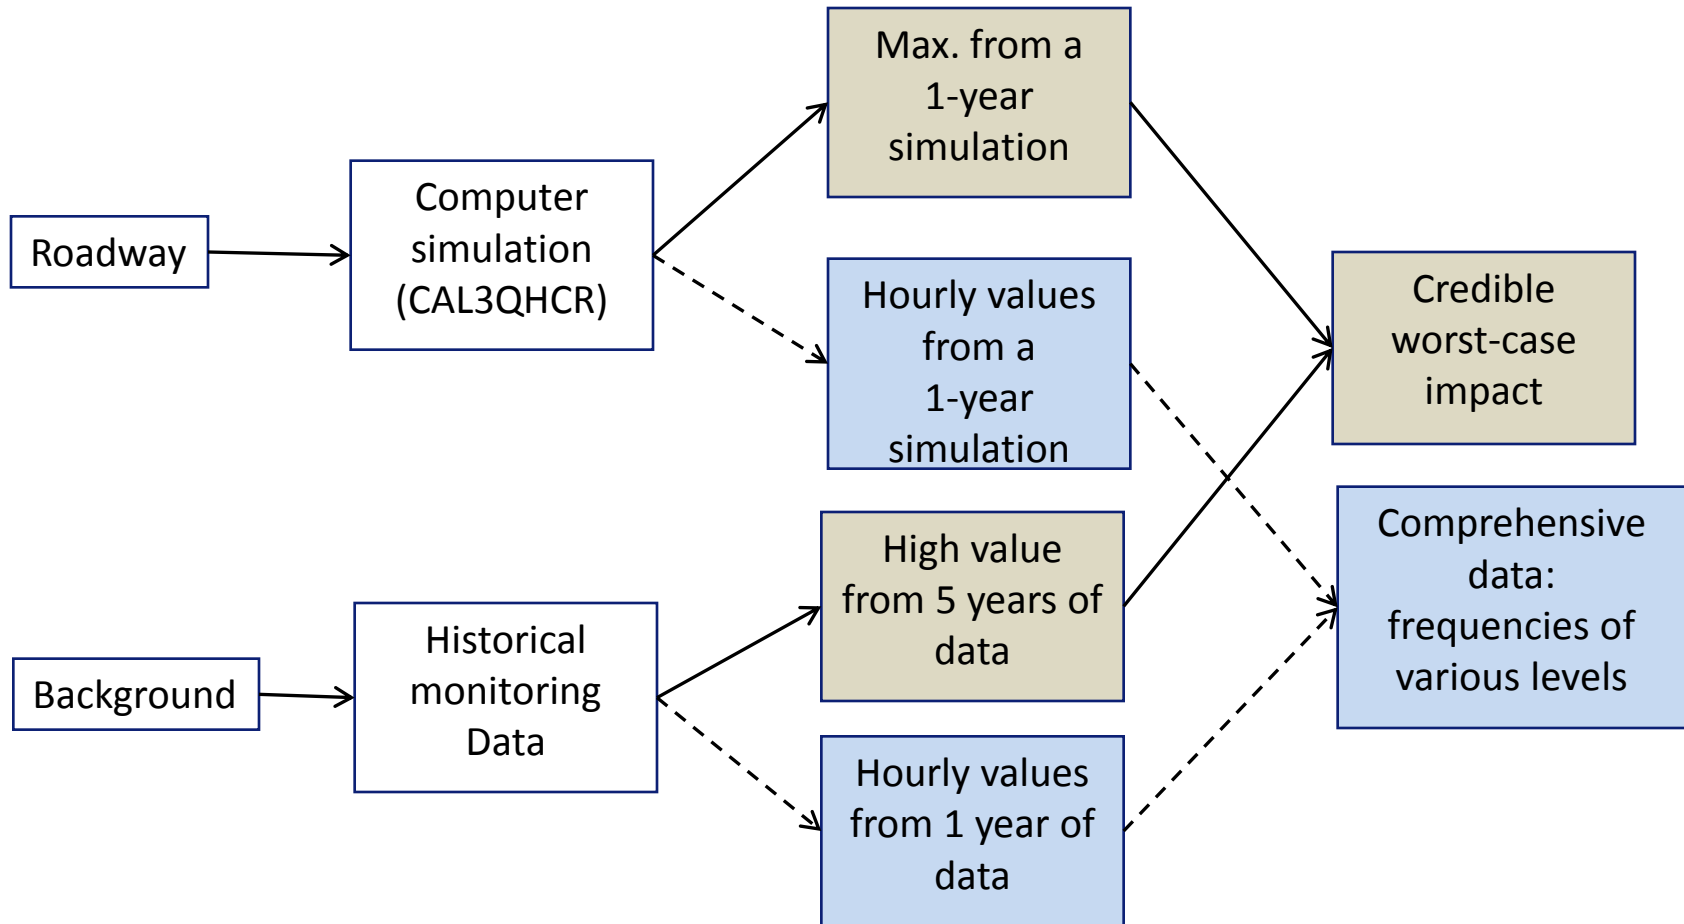 Roadway
Computer
simulation
(CAL3QHCR)
Max. from a
1-year
simulation
Hourly values
from a
1-year
simulation
Credible
worst-case
impact
Background
Historical
monitoring
Data
High value
from 5 years of
data
Hourly values
from 1 year of
data
Comprehensive
data:
frequencies of
various levels